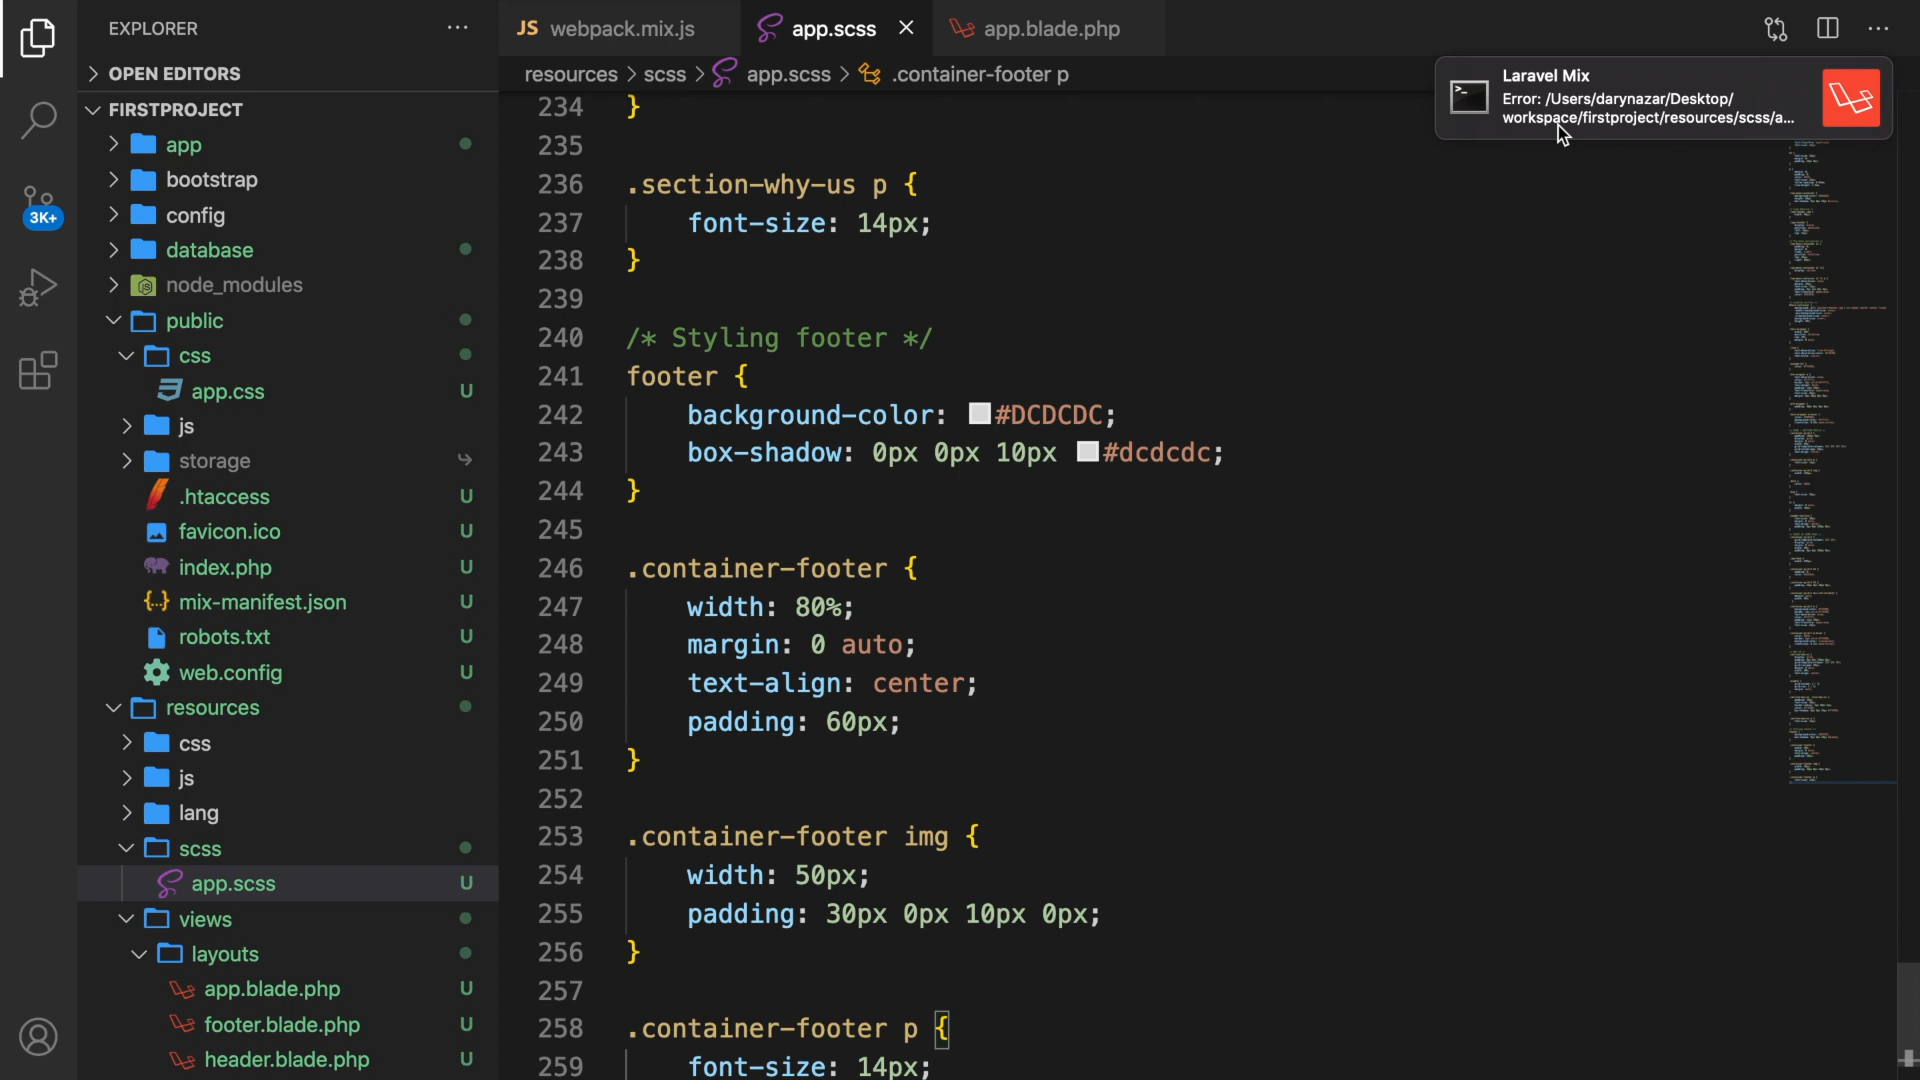 EXPLORER
OPEN EDITORS
FIRSTPROJECT
app
bootstrap
config
database
node_modules
public
css
app.css U
js
storage
.htaccess U
favicon.ico U
index.php U
mix-manifest.json U
robots.txt U
web.config U
resources
css
js
lang
scss
app.scss U
views
layouts
app.blade.php U
footer.blade.php U
header.blade.php U
3K+
JS webpack.mix.js
app.scss
app.blade.php
resources > scss > app.scss > .container-footer p
Laravel Mix
Error: /Users/darynazar/Desktop/
workspace/firstproject/resources/scss/a...
234 }
235
236 .section-why-us p {
237 font-size: 14px;
238 }
239
240 /* Styling footer */
241 footer {
242 background-color: #DCDCDC;
243 box-shadow: 0px 0px 10px #dcdcdc;
244 }
245
246 .container-footer {
247 width: 80%;
248 margin: 0 auto;
249 text-align: center;
250 padding: 60px;
251 }
252
253 .container-footer img {
254 width: 50px;
255 padding: 30px 0px 10px 0px;
256 }
257
258 .container-footer p {
259 font-size: 14px;